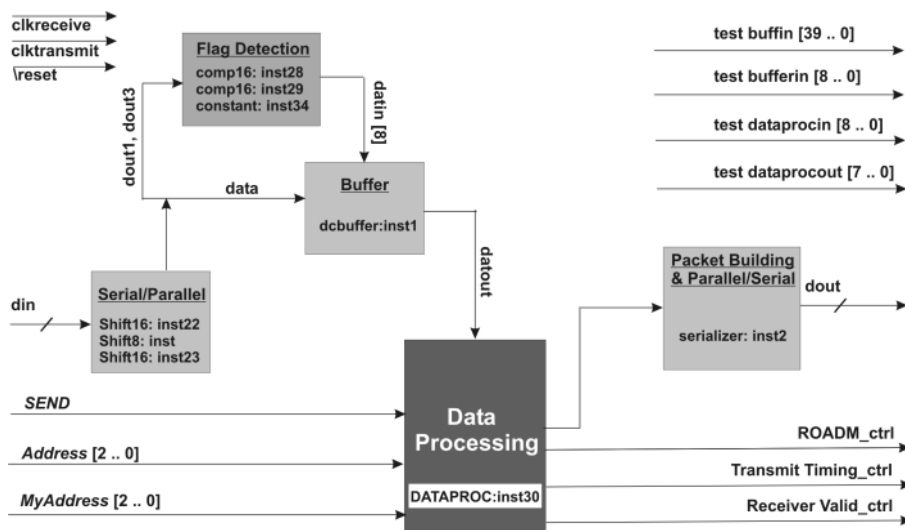 clkreceive
clktransmit
\reset
Flag Detection
comp16: inst28
comp16: inst29
constant: inst34
dout1, dout3
datin [8]
data
Buffer
dcbuffer:inst1
datout
test buffin [39 .. 0]
test bufferin [8 .. 0]
test dataprocin [8 .. 0]
test dataprocout [7 .. 0]
din
Serial/Parallel
Shift16: inst22
Shift8: inst
Shift16: inst23
Packet Building
& Parallel/Serial
serializer: inst2
dout
SEND
Address [2 .. 0]
MyAddress [2 .. 0]
Data
Processing
DATAPROC:inst30
ROADM_ctrl
Transmit Timing_ctrl
Receiver Valid_ctrl